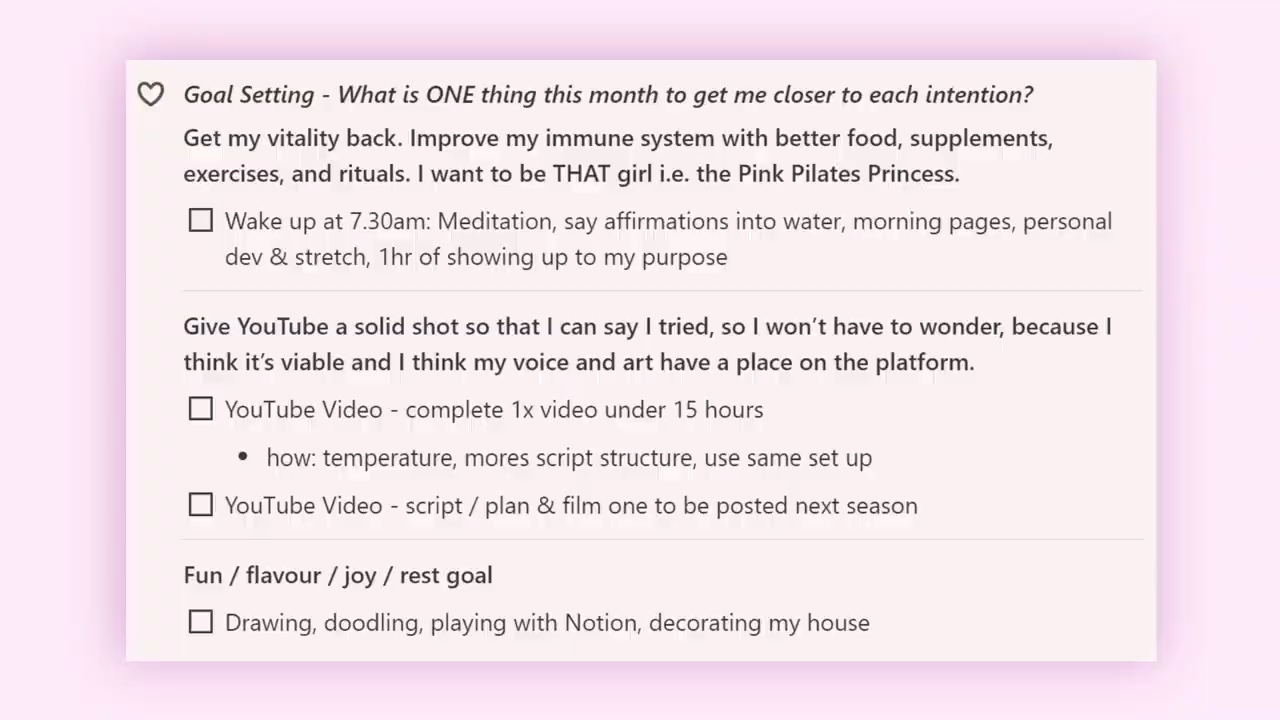 Goal Setting - What is ONE thing this month to get me closer to each intention?
Get my vitality back. Improve my immune system with better food, supplements,
exercises, and rituals. I want to be THAT girl i.e. the Pink Pilates Princess.
Wake up at 7.30am: Meditation, say affirmations into water, morning pages, personal
dev & stretch, 1hr of showing up to my purpose
Give YouTube a solid shot so that I can say I tried, so I won’t have to wonder, because I
think it’s viable and I think my voice and art have a place on the platform.
YouTube Video - complete 1x video under 15 hours
• how: temperature, mores script structure, use same set up
YouTube Video - script / plan & film one to be posted next season
Fun / flavour / joy / rest goal
Drawing, doodling, playing with Notion, decorating my house